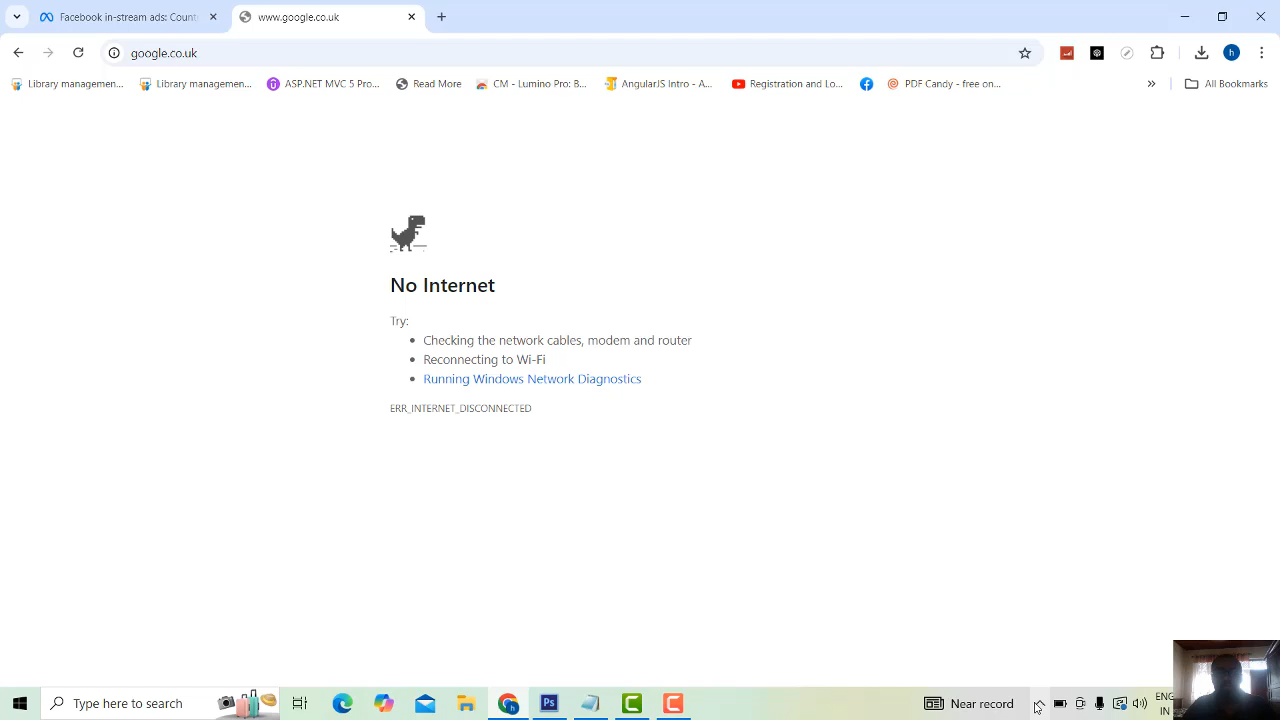 Facebook in-stream ads: Count
www.google.co.uk
google.co.uk
h
Library managemen...
Library managemen...
ASP.NET MVC 5 Pro...
Read More
CM - Lumino Pro: B...
AngularJS Intro - A...
Registration and Lo...
PDF Candy - free on...
All Bookmarks
No Internet
Try:
Checking the network cables, modem and router
Reconnecting to Wi-Fi
Running Windows Network Diagnostics
ERR_INTERNET_DISCONNECTED
Type here to search
h
Ps
Near record
ENG
IN